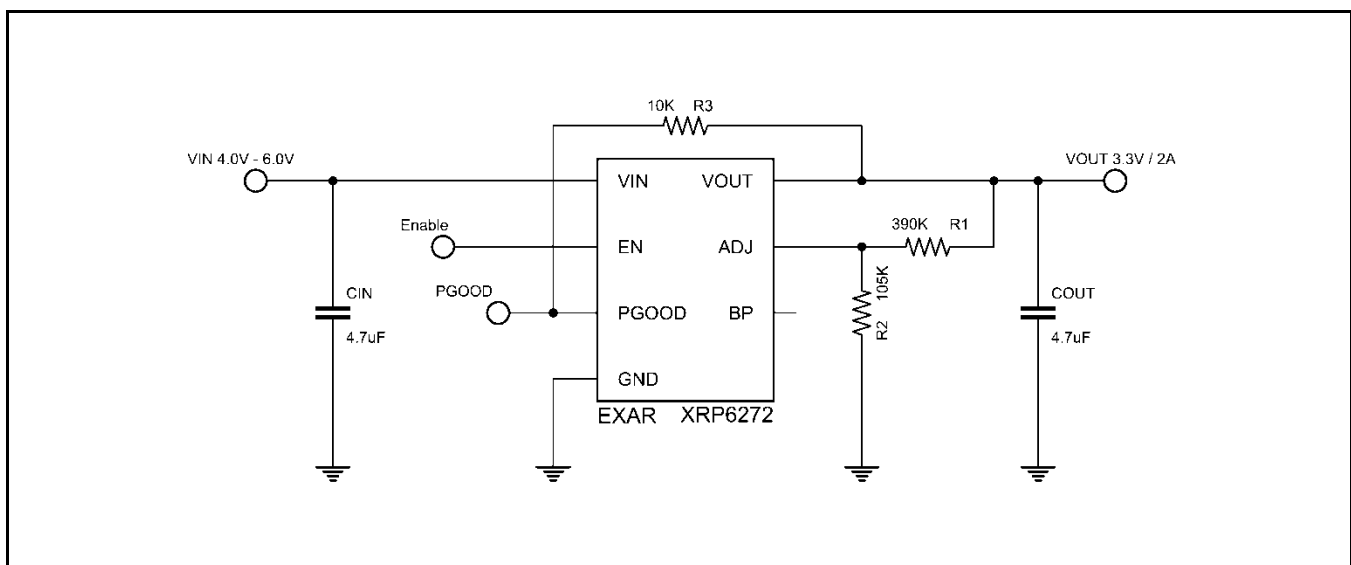 10K R3
VIN 4.0V - 6.0V
VOUT 3.3V / 2A
VIN VOUT
Enable
390K R1
EN ADJ
PGOOD
CIN
4.7uF
PGOOD BP
R2 105K
COUT
4.7uF
GND
EXAR XRP6272